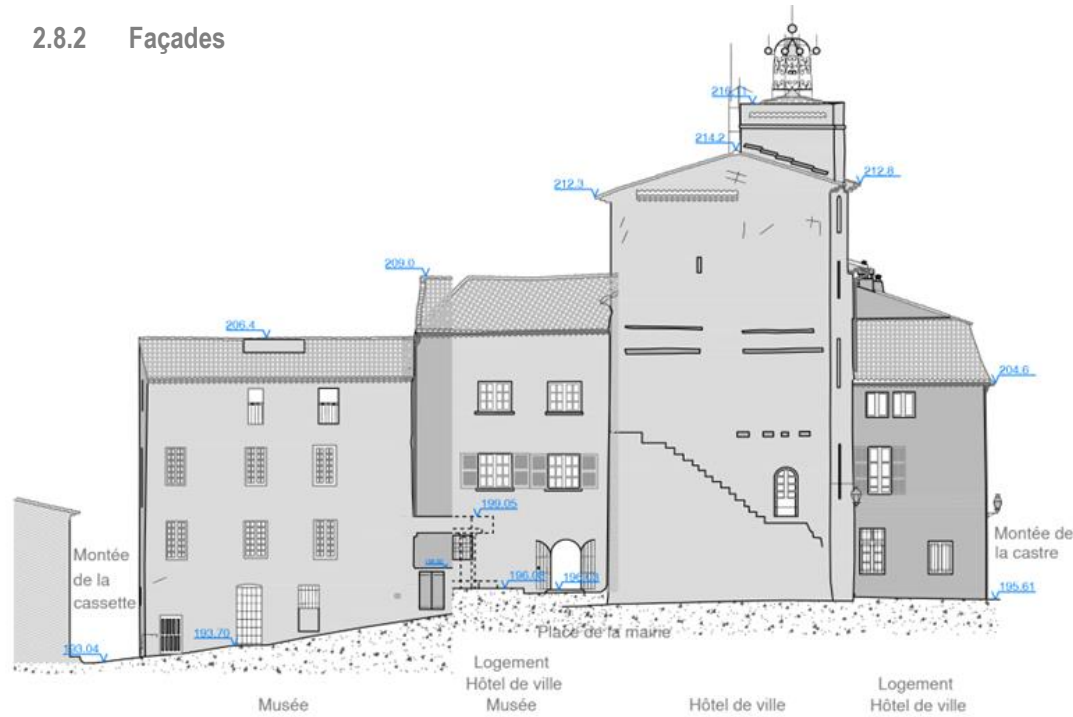 2.8.2 Façades
216.11
214.2
212.3
212.8
209.0
206.4
204.6
199.05
Montée
de la
cassette
Montée de
la castre
196.08
195.61
193.70
193.04
Place de la mairie
Logement
Hôtel de ville
Musée
Musée
Hôtel de ville
Logement
Hôtel de ville